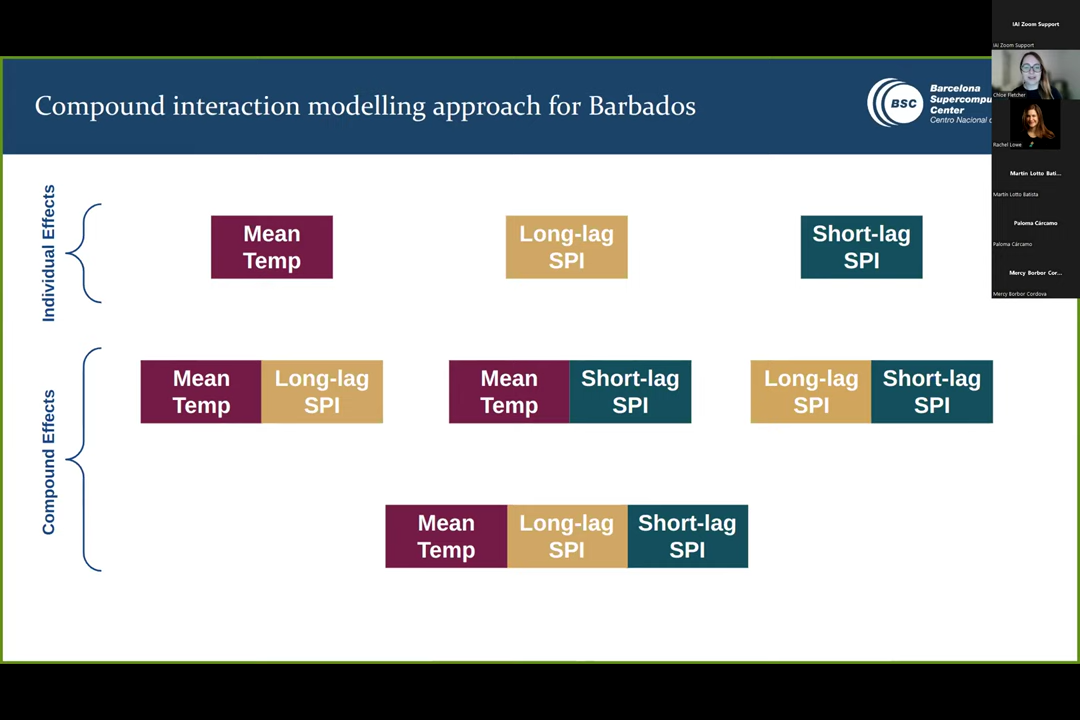 IAI Zoom Support
IAI Zoom Support
Chloe Fletcher
Rachel Lowe
Martín Lotto Bati...
Martín Lotto Batista
Paloma Cárcamo
Paloma Cárcamo
Mercy Borbor Cor...
Mercy Borbor Cordova
Compound interaction modelling approach for Barbados
BSC
Barcelona
Supercompu
Center
Centro Nacional
Individual Effects
Mean
Temp
Long-lag
SPI
Short-lag
SPI
Compound Effects
Mean
Temp
Long-lag
SPI
Mean
Temp
Short-lag
SPI
Long-lag
SPI
Short-lag
SPI
Mean
Temp
Long-lag
SPI
Short-lag
SPI